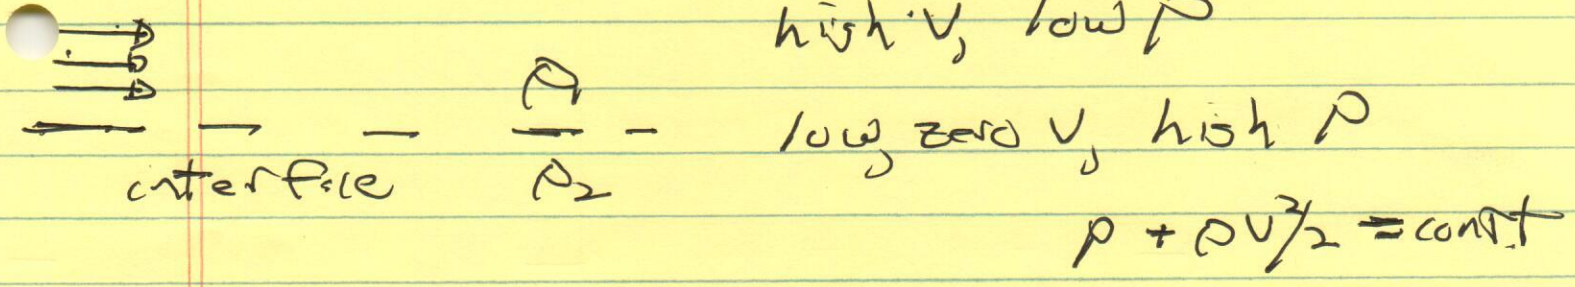 high V, low p
ρ1
low, zero V, high p
interface ρ2
p + ρV²/2 = const